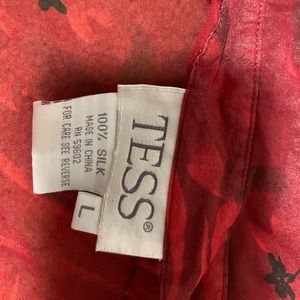 TESS®
100% SILK
MADE IN CHINA
RN 59602
FOR CARE SEE REVERSE
L